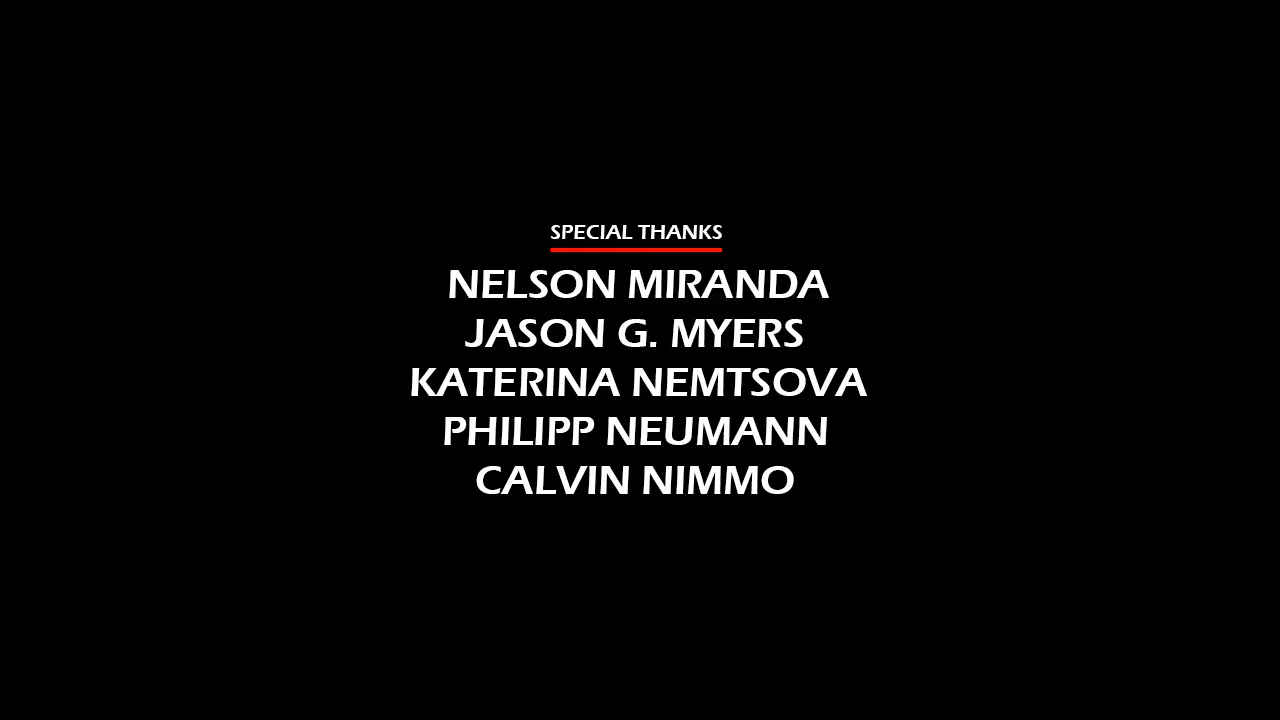 SPECIAL THANKS
NELSON MIRANDA
JASON G. MYERS
KATERINA NEMTSOVA
PHILIPP NEUMANN
CALVIN NIMMO